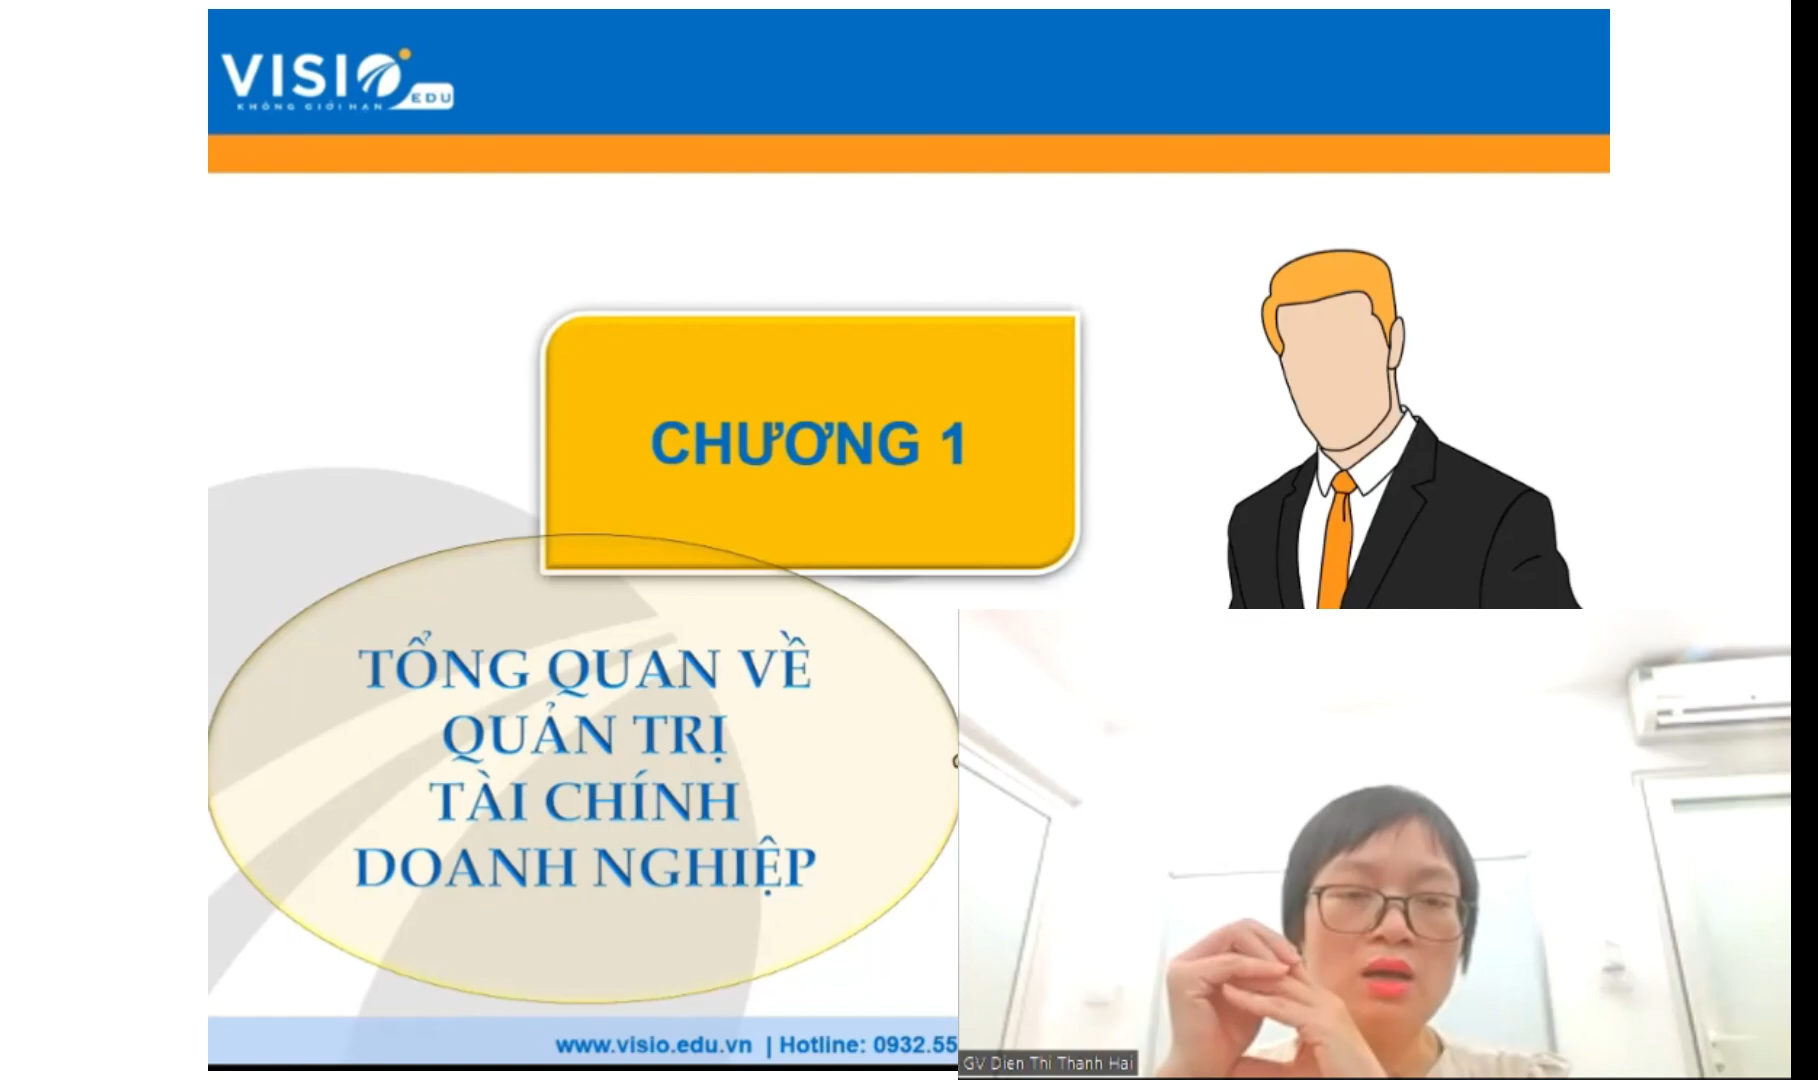 VISIO
EDU
KHÔNG GIỚI HẠN
CHƯƠNG 1
TỔNG QUAN VỀ
QUẢN TRỊ
TÀI CHÍNH
DOANH NGHIỆP
www.visio.edu.vn | Hotline: 0932.55
GV Dien Thi Thanh Hai